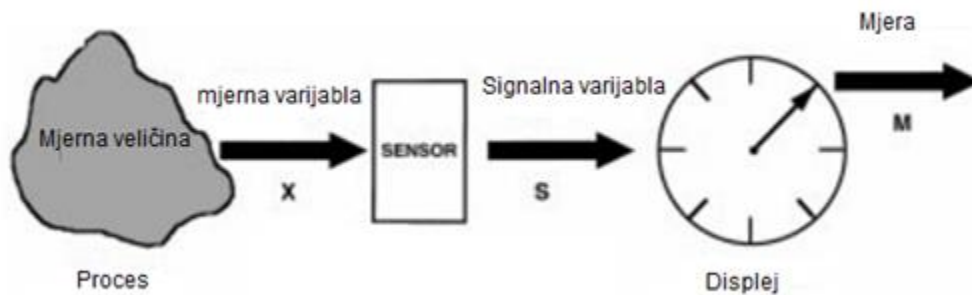 Mjera
mjerna varijabla
Signalna varijabla
Mjerna veličina
SENSOR
M
X
S
Proces
Displej